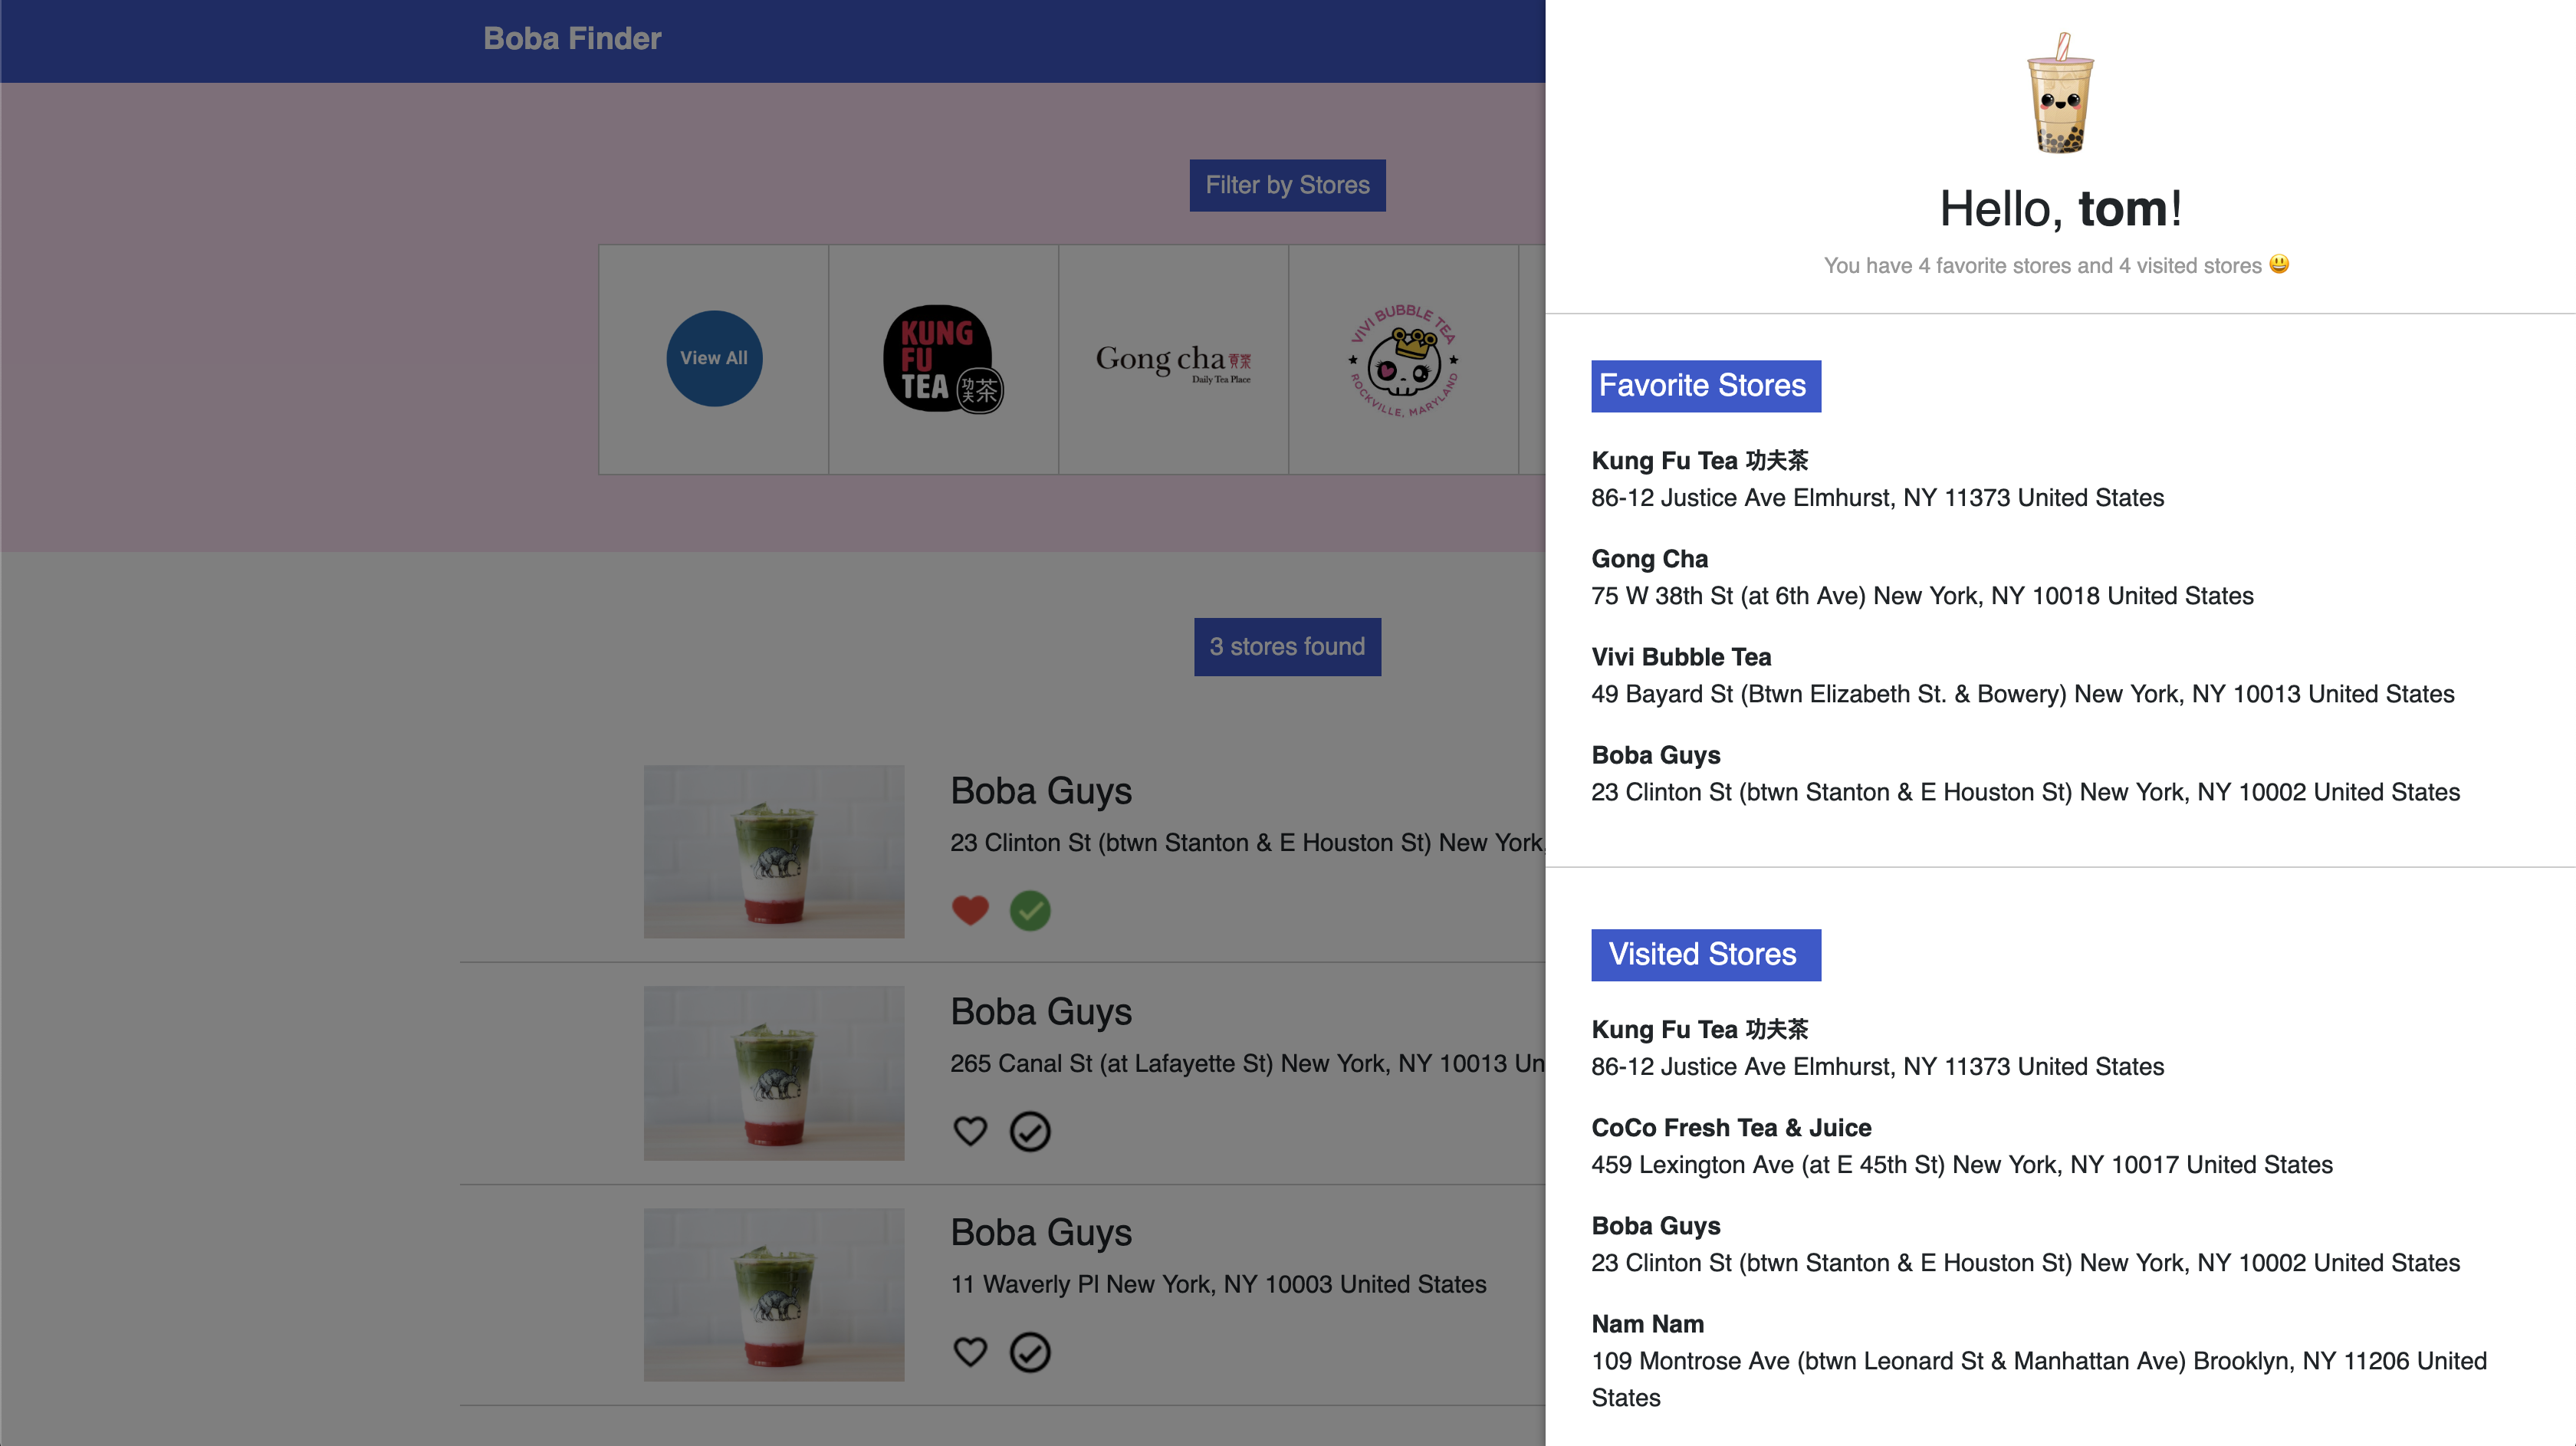 Boba Finder
Filter by Stores
View All
KUNG
FU
TEA 功夫茶
Gong cha 貢茶
Daily Tea Place
VIVI BUBBLE TEA
ROCKVILLE, MARYLAND
3 stores found
Boba Guys
23 Clinton St (btwn Stanton & E Houston St) New York,
Boba Guys
265 Canal St (at Lafayette St) New York, NY 10013 Un
Boba Guys
11 Waverly Pl New York, NY 10003 United States
Hello, tom!
You have 4 favorite stores and 4 visited stores 😃
Favorite Stores
Kung Fu Tea 功夫茶
86-12 Justice Ave Elmhurst, NY 11373 United States
Gong Cha
75 W 38th St (at 6th Ave) New York, NY 10018 United States
Vivi Bubble Tea
49 Bayard St (Btwn Elizabeth St. & Bowery) New York, NY 10013 United States
Boba Guys
23 Clinton St (btwn Stanton & E Houston St) New York, NY 10002 United States
Visited Stores
Kung Fu Tea 功夫茶
86-12 Justice Ave Elmhurst, NY 11373 United States
CoCo Fresh Tea & Juice
459 Lexington Ave (at E 45th St) New York, NY 10017 United States
Boba Guys
23 Clinton St (btwn Stanton & E Houston St) New York, NY 10002 United States
Nam Nam
109 Montrose Ave (btwn Leonard St & Manhattan Ave) Brooklyn, NY 11206 United
States